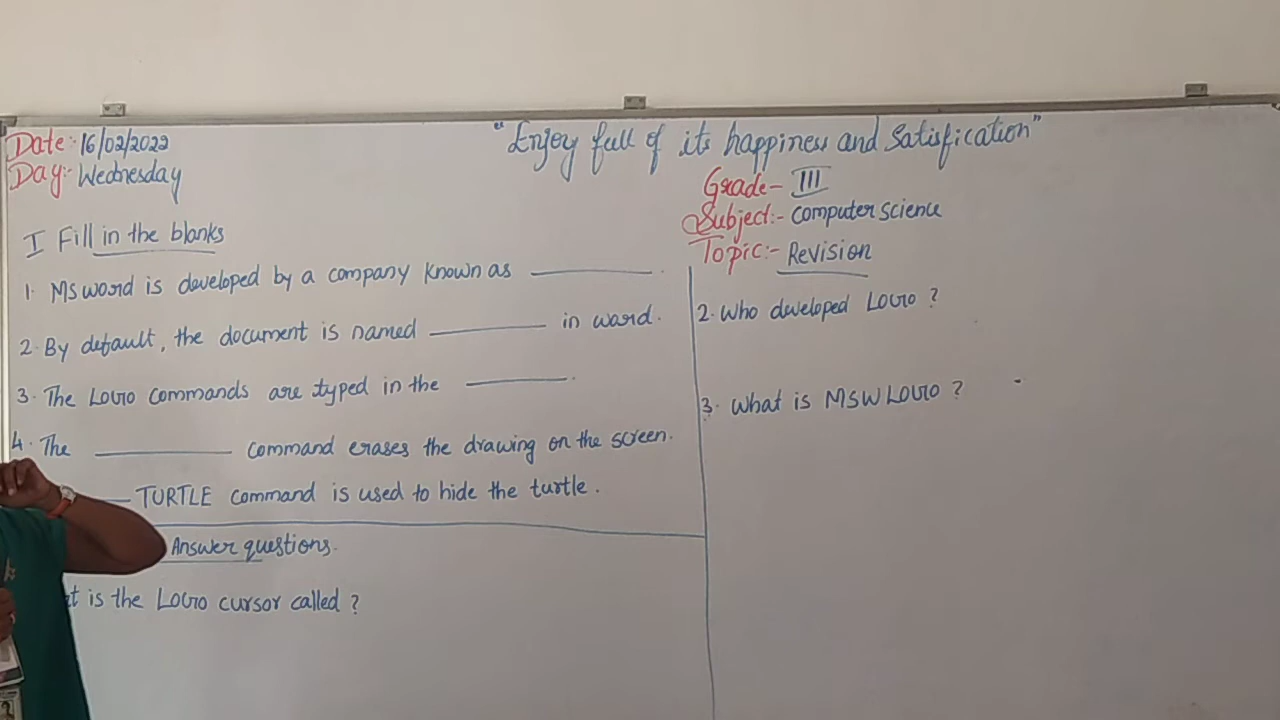 Date:- 16/02/2022
Day:- Wednesday
"Enjoy full of its happiness and Satisfication"
Grade- III
Subject:- Computer science
Topic:- Revision
I Fill in the blanks
1. MS word is developed by a company known as ________.
2. By default, the document is named ________ in word.
3. The LOGO commands are typed in the ________.
4. The ________ command erases the drawing on the screen.
____ TURTLE command is used to hide the turtle.
Answer questions.
is the LOGO cursor called ?
2. Who developed LOGO ?
3. What is MSW LOGO ?